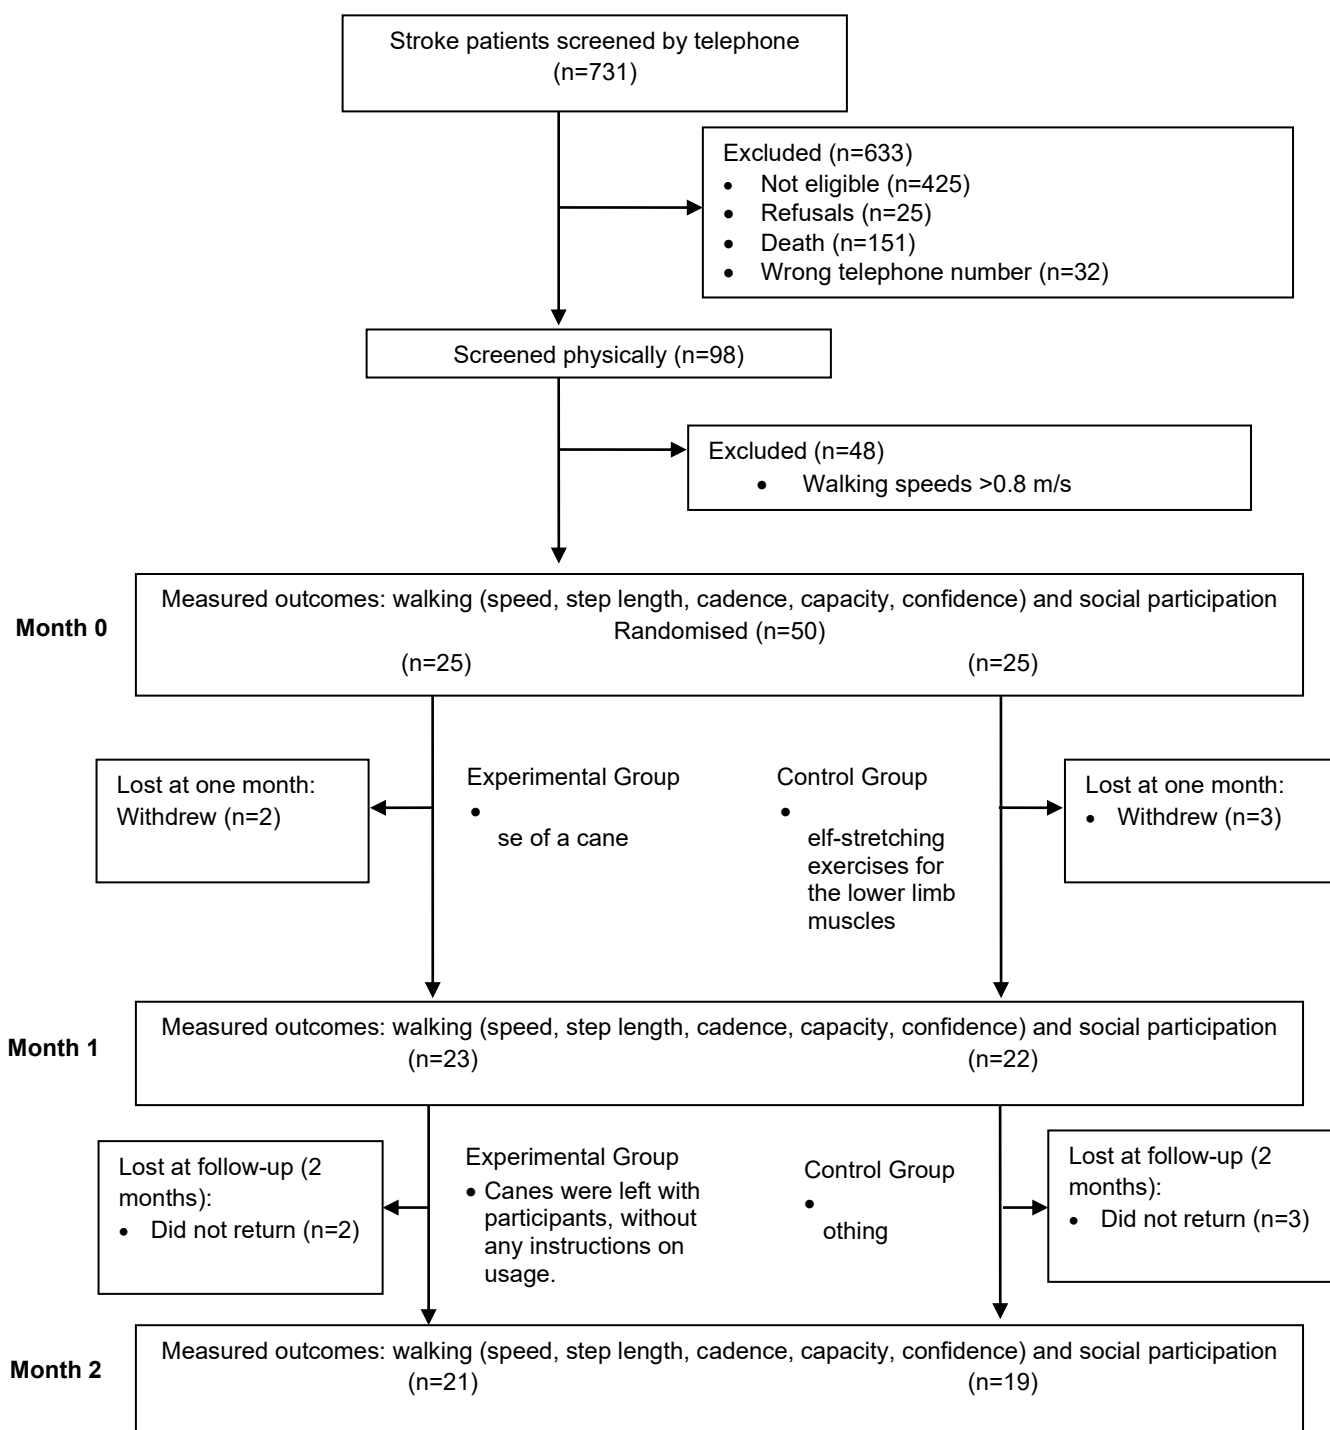 Stroke patients screened by telephone
(n=731)
Excluded (n=633)
• Not eligible (n=425)
• Refusals (n=25)
• Death (n=151)
• Wrong telephone number (n=32)
Screened physically (n=98)
Excluded (n=48)
• Walking speeds >0.8 m/s
Month 0
Measured outcomes: walking (speed, step length, cadence, capacity, confidence) and social participation
Randomised (n=50)
(n=25) (n=25)
Lost at one month:
Withdrew (n=2)
Experimental Group
•
se of a cane
Control Group
•
elf-stretching
exercises for
the lower limb
muscles
Lost at one month:
• Withdrew (n=3)
Month 1
Measured outcomes: walking (speed, step length, cadence, capacity, confidence) and social participation
(n=23) (n=22)
Lost at follow-up (2
months):
• Did not return (n=2)
Experimental Group
• Canes were left with
participants, without
any instructions on
usage.
Control Group
•
othing
Lost at follow-up (2
months):
• Did not return (n=3)
Month 2
Measured outcomes: walking (speed, step length, cadence, capacity, confidence) and social participation
(n=21) (n=19)